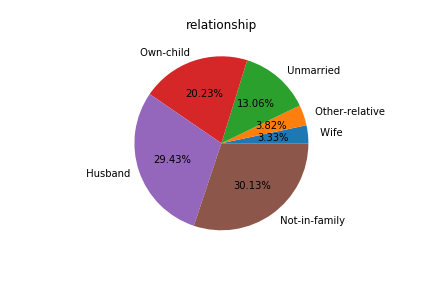 relationship
Own-child
Unmarried
20.23%
13.06%
Other-relative
3.82%
Wife
3.33%
29.43%
Husband
30.13%
Not-in-family